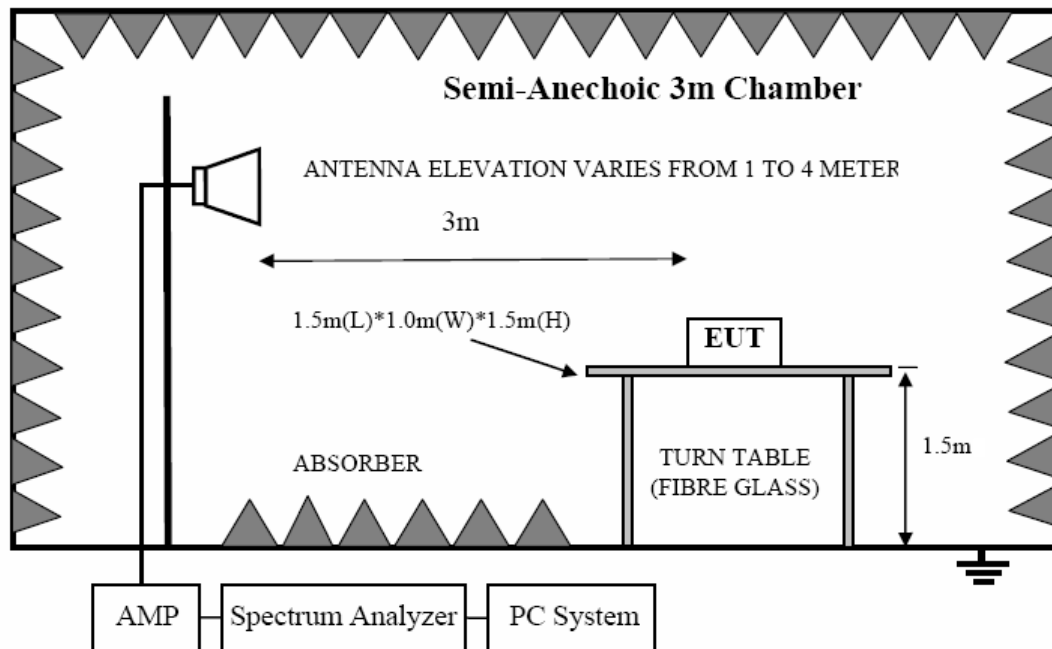 Semi-Anechoic 3m Chamber
ANTENNA ELEVATION VARIES FROM 1 TO 4 METER
3m
1.5m(L)*1.0m(W)*1.5m(H)
EUT
ABSORBER
TURN TABLE
(FIBRE GLASS)
1.5m
AMP
Spectrum Analyzer
PC System